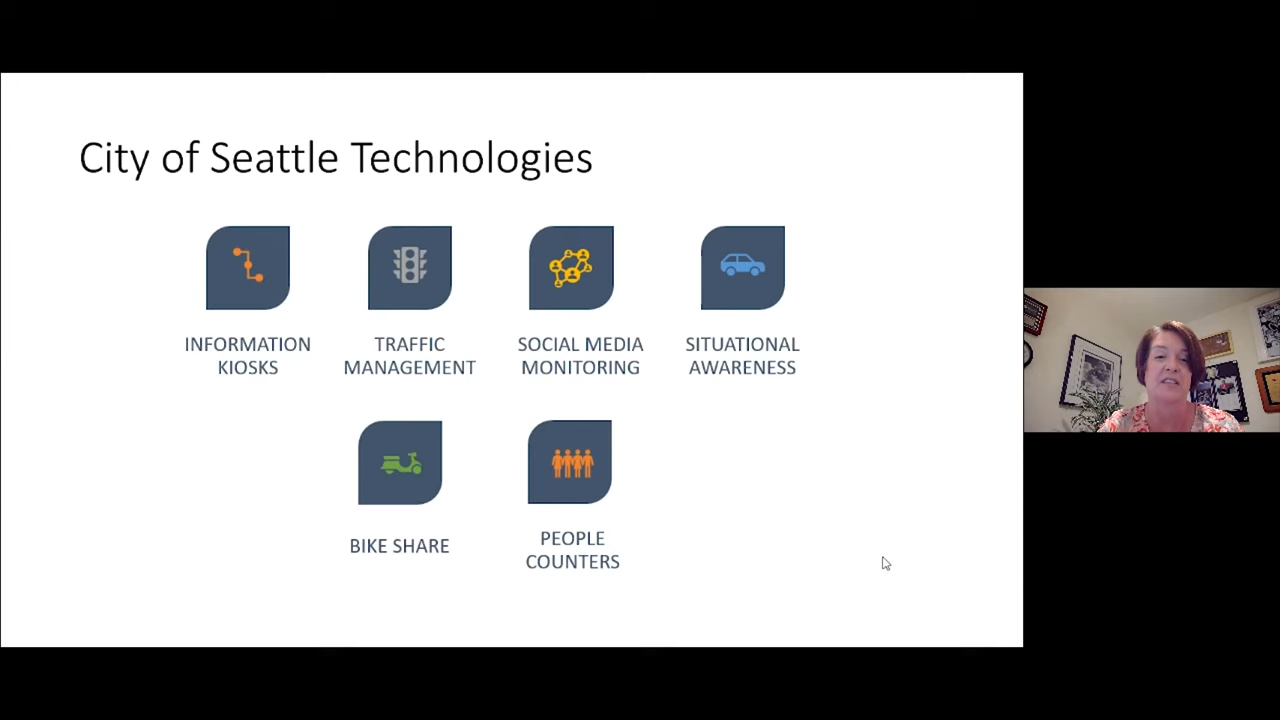 City of Seattle Technologies
INFORMATION
KIOSKS
TRAFFIC
MANAGEMENT
SOCIAL MEDIA
MONITORING
SITUATIONAL
AWARENESS
BIKE SHARE
PEOPLE
COUNTERS